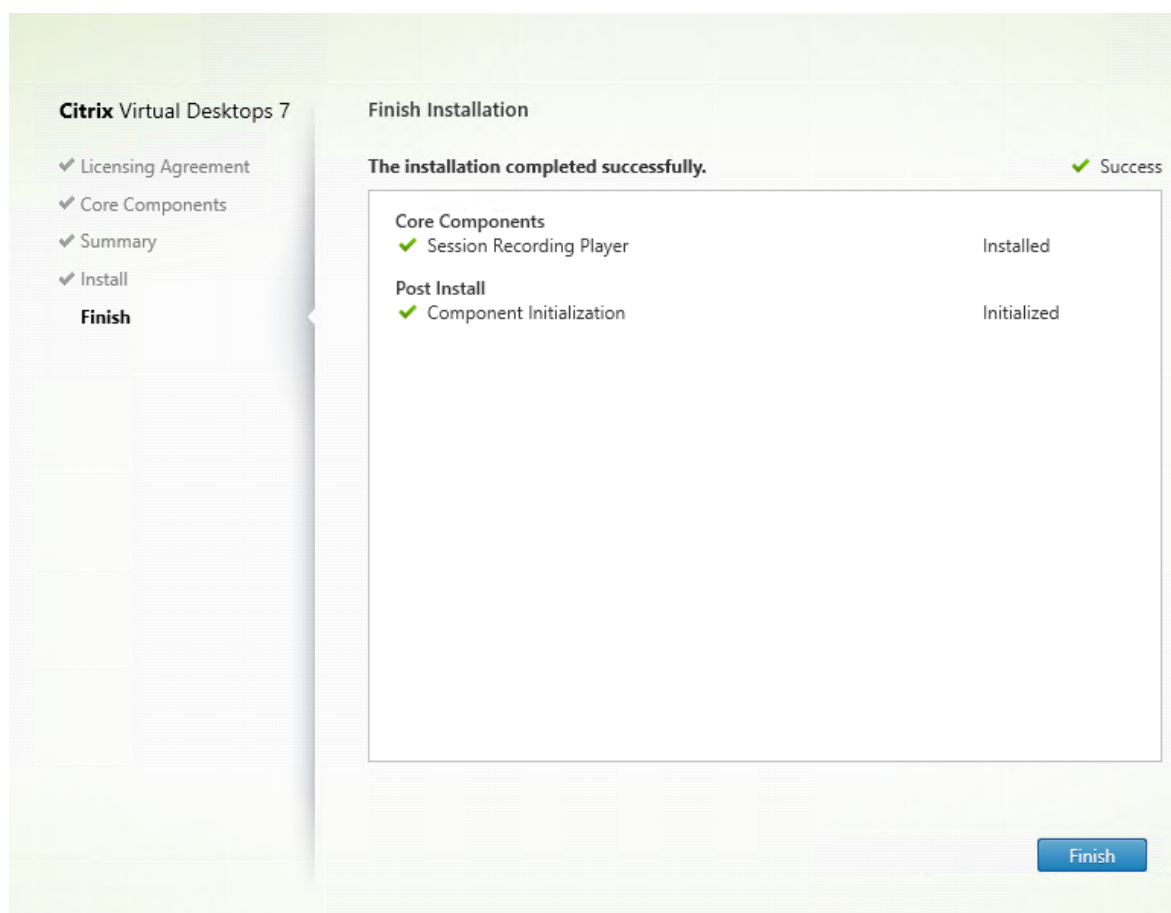 Citrix Virtual Desktops 7
Licensing Agreement
Core Components
Summary
Install
Finish
Finish Installation
The installation completed successfully.
Success
Core Components
Session Recording Player Installed
Post Install
Component Initialization Initialized
Finish